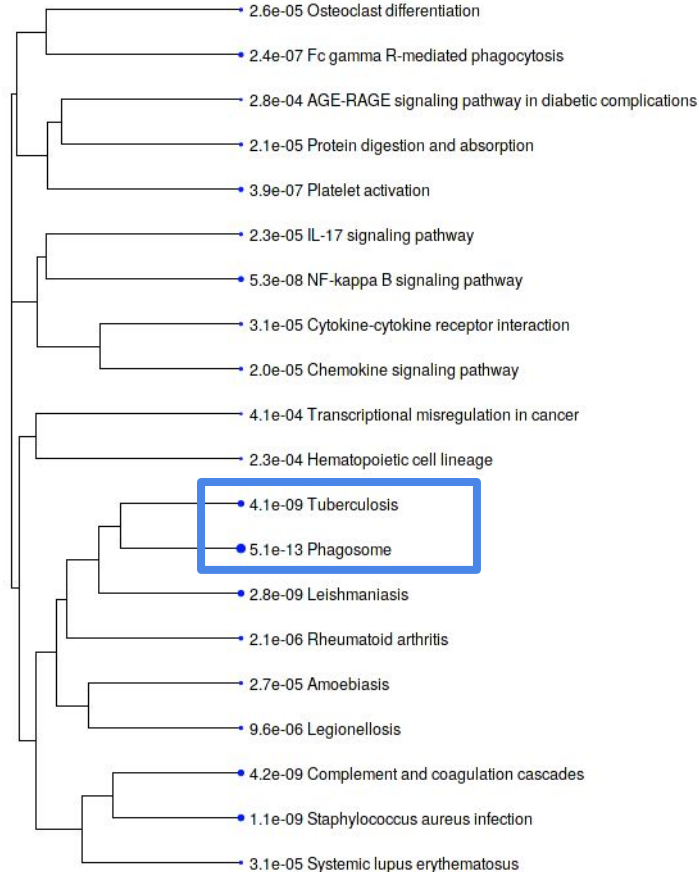 2.6e-05 Osteoclast differentiation
2.4e-07 Fc gamma R-mediated phagocytosis
2.8e-04 AGE-RAGE signaling pathway in diabetic complications
2.1e-05 Protein digestion and absorption
3.9e-07 Platelet activation
2.3e-05 IL-17 signaling pathway
5.3e-08 NF-kappa B signaling pathway
3.1e-05 Cytokine-cytokine receptor interaction
2.0e-05 Chemokine signaling pathway
4.1e-04 Transcriptional misregulation in cancer
2.3e-04 Hematopoietic cell lineage
4.1e-09 Tuberculosis
5.1e-13 Phagosome
2.8e-09 Leishmaniasis
2.1e-06 Rheumatoid arthritis
2.7e-05 Amoebiasis
9.6e-06 Legionellosis
4.2e-09 Complement and coagulation cascades
1.1e-09 Staphylococcus aureus infection
3.1e-05 Systemic lupus erythematosus